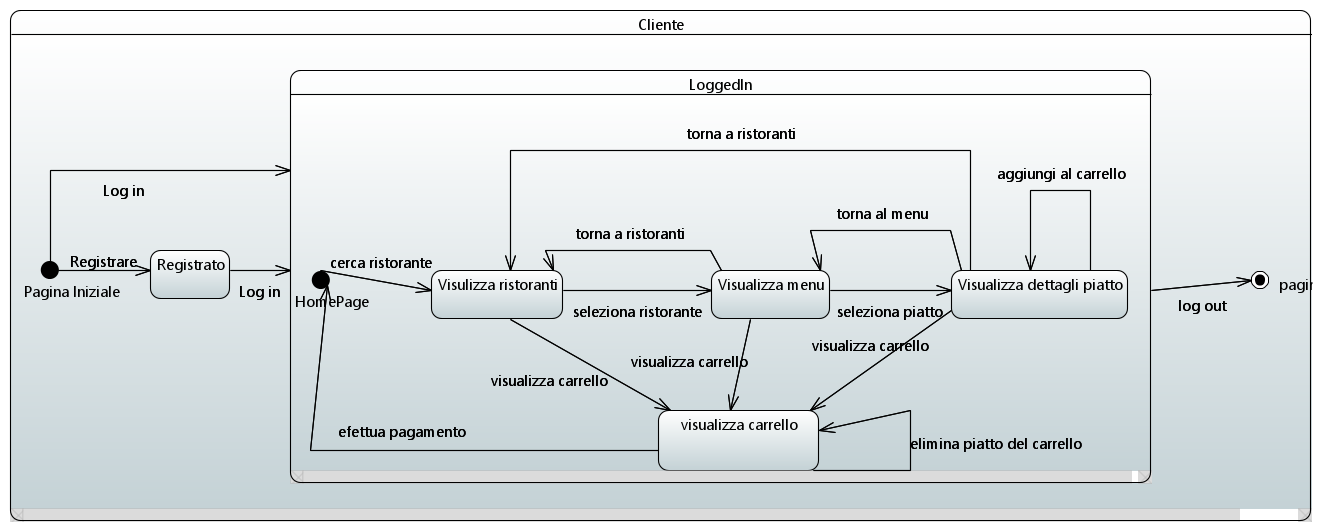 Cliente
LoggedIn
torna a ristoranti
aggiungi al carrello
Log in
torna al menu
torna a ristoranti
Registrare
Registrato
cerca ristorante
Pagina Iniziale
Log in
HomePage
Visulizza ristoranti
seleziona ristorante
Visualizza menu
seleziona piatto
Visualizza dettagli piatto
log out
visualizza carrello
visualizza carrello
visualizza carrello
visualizza carrello
efettua pagamento
elimina piatto del carrello